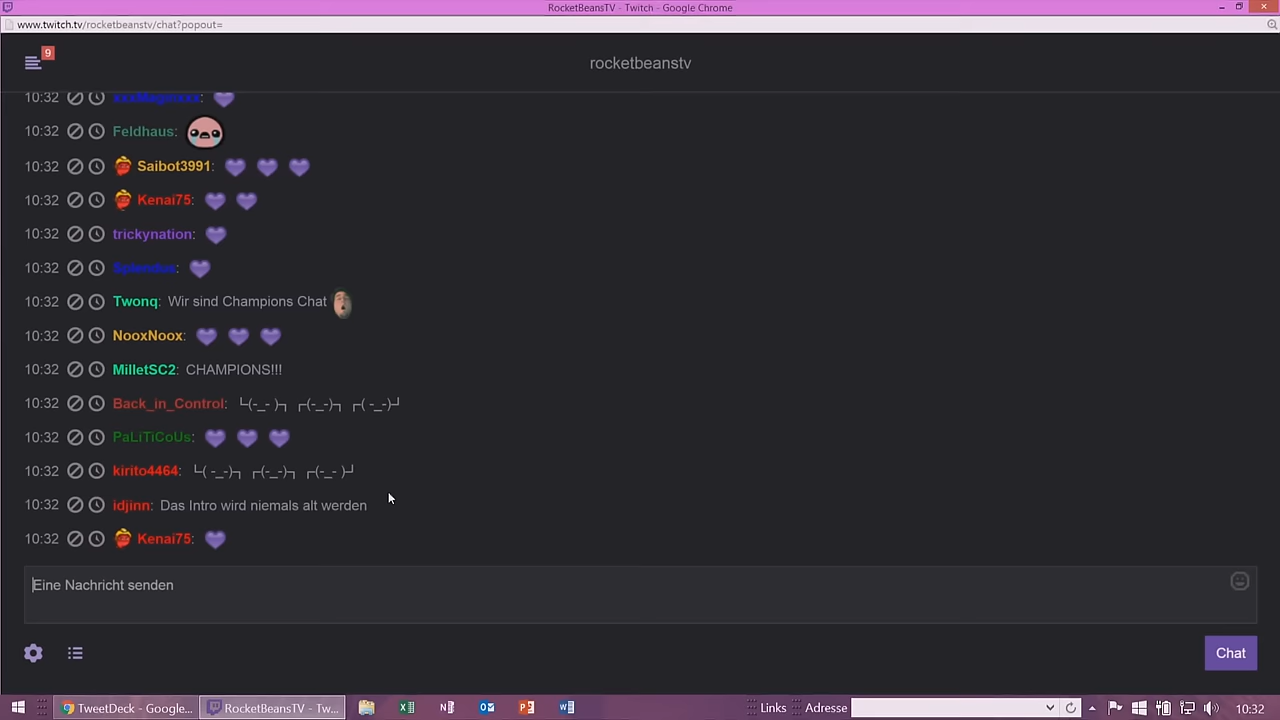 RocketBeansTV - Twitch - Google Chrome
www.twitch.tv/rocketbeanstv/chat?popout=
9
rocketbeanstv
10:32
10:32 Feldhaus:
10:32 Saibot3991:
10:32 Kenai75:
10:32 trickynation:
10:32 Splendux:
10:32 Twonq: Wir sind Champions Chat
10:32 NooxNoox:
10:32 MilletSC2: CHAMPIONS!!!
10:32 Back_in_Control: ┗(-_- )┓ ┏(-_-)┓ ┏( -_-)┛
10:32 PaLiTiCoUs:
10:32 kirito4464: ┗( -_-)┓ ┏(-_-)┓ ┏(-_- )┛
10:32 idjinn: Das Intro wird niemals alt werden
10:32 Kenai75:
Eine Nachricht senden
Chat
TweetDeck - Google... RocketBeansTV - Tw... Links Adresse 10:32